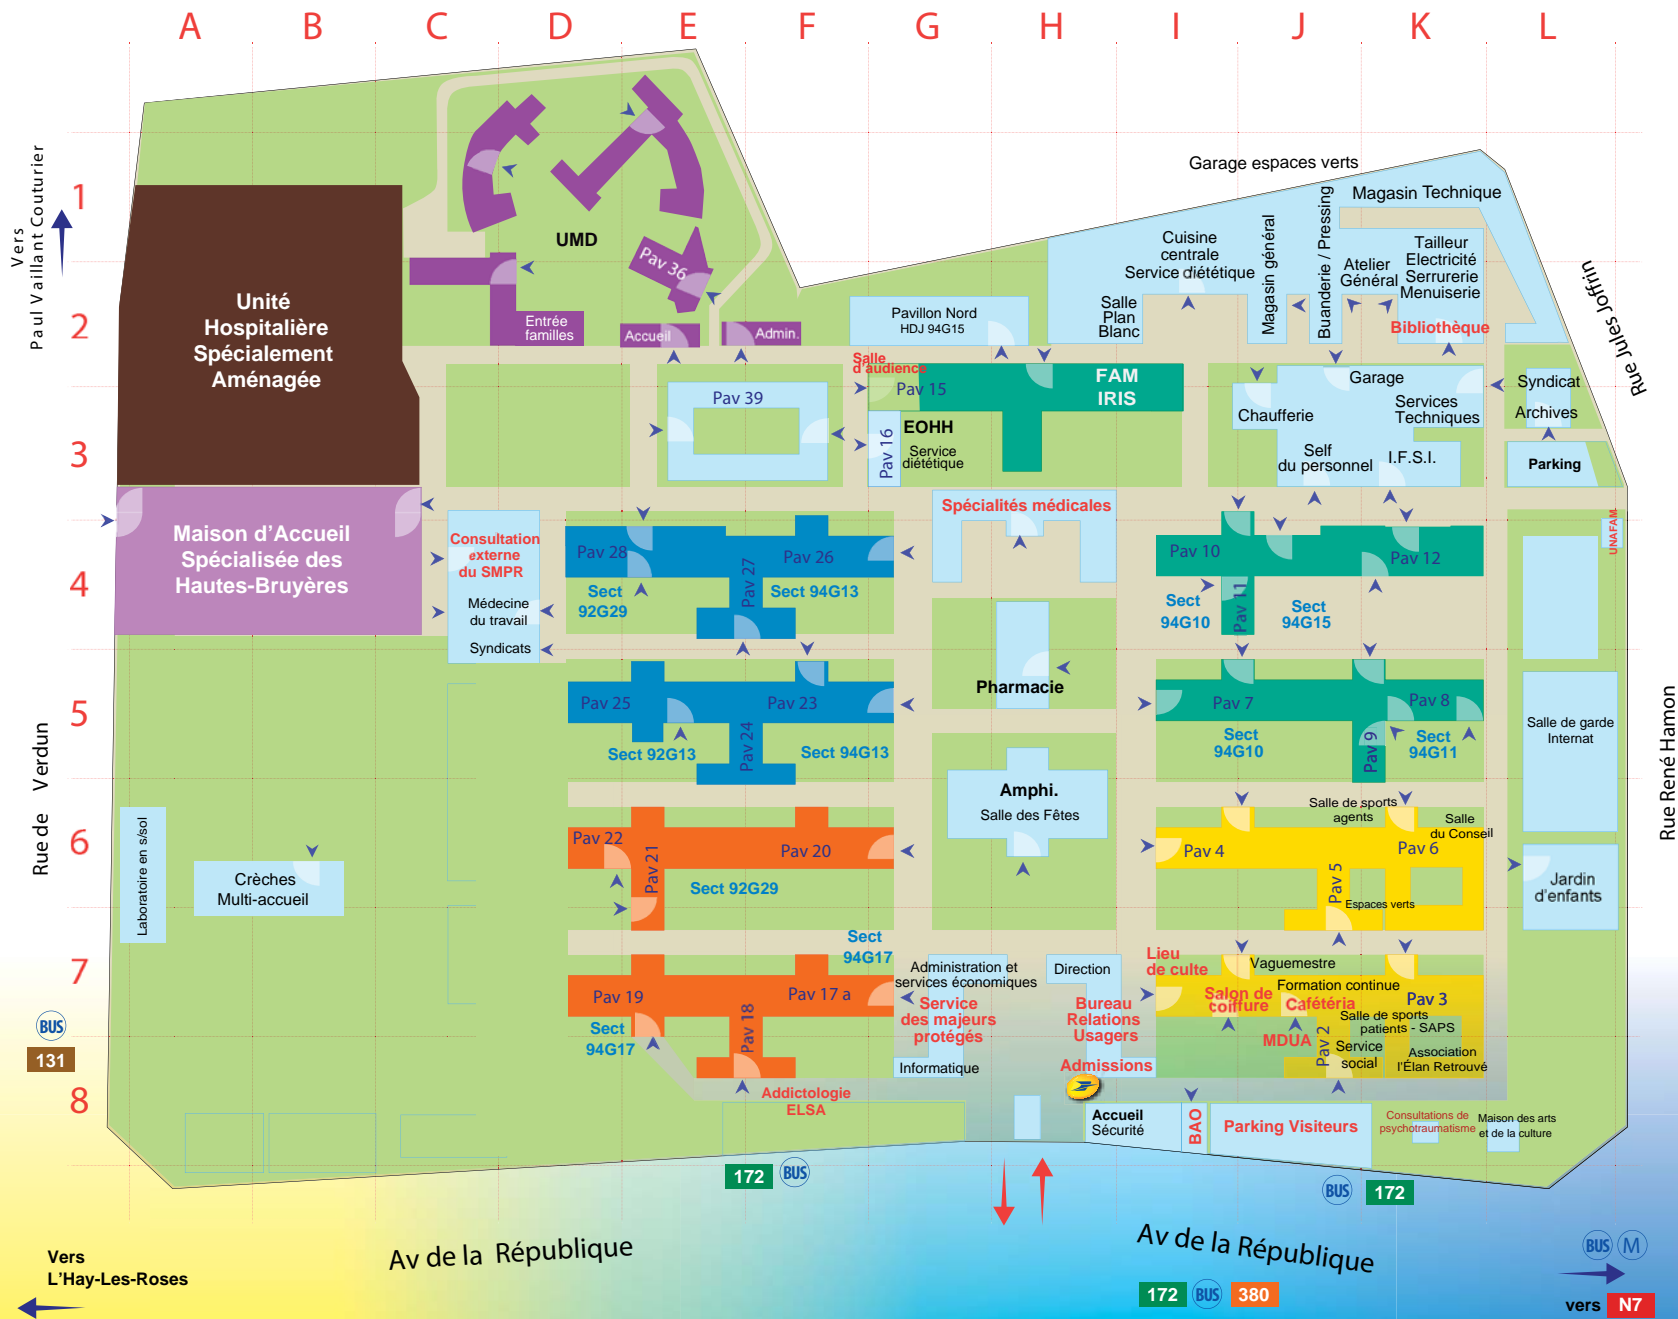 A B C D E F G H I J K L
Garage espaces verts
1
Vers
Paul Vaillant Couturier
Magasin Technique
UMD
Pav 36
Unité
Hospitalière
Spécialement
Aménagée
Cuisine
centrale
Service diététique
Magasin général
Buanderie / Pressing
Atelier
Général
Tailleur
Electricité
Serrurerie
Menuiserie
Salle
Plan
Blanc
Bibliothèque
2
Entrée
familles
Accueil
Admin.
Pavillon Nord
HDJ 94G15
Rue Jules Joffrin
Salle
d'audience
Pav 15
FAM
IRIS
Pav 39
Garage
Chaufferie
Services
Techniques
Syndicat
Archives
3
Pav 16
EOHH
Service
diététique
Self
du personnel
I.F.S.I.
Parking
Maison d'Accueil
Spécialisée des
Hautes-Bruyères
Consultation
externe
du SMPR
Médecine
du travail
Syndicats
Spécialités médicales
UNAFAM
4
Pav 28
Pav 26
Pav 27
Sect
92G29
Sect 94G13
Pav 10
Pav 12
Pav 11
Sect
94G10
Sect
94G15
Pharmacie
5
Pav 25
Pav 23
Pav 24
Sect 92G13
Sect 94G13
Pav 7
Pav 8
Pav 9
Sect
94G10
Sect
94G11
Salle de garde
Internat
Rue de Verdun
Rue René Hamon
Amphi.
Salle des Fêtes
6
Laboratoire en s/sol
Crèches
Multi-accueil
Pav 22
Pav 21
Pav 20
Sect 92G29
Salle de sports
agents
Salle
du Conseil
Pav 4
Pav 6
Pav 5
Espaces verts
Jardin
d'enfants
7
Sect
94G17
Pav 19
Pav 17 a
Pav 18
Sect
94G17
Administration et
services économiques
Service
des majeurs
protégés
Informatique
Direction
Bureau
Relations
Usagers
Admissions
Lieu
de culte
Vaguemestre
Formation continue
Salon de
coiffure
Cafétéria
Pav 3
Salle de sports
patients - SAPS
MDUA
Pav 2
Service
social
Association
l'Élan Retrouvé
BUS
131
8
Addictologie
ELSA
Accueil
Sécurité
BAO
Parking Visiteurs
Consultations de
psychotraumatisme
Maison des arts
et de la culture
172 BUS
BUS 172
Av de la République
Av de la République
Vers
L'Hay-Les-Roses
172 BUS 380
BUS M
vers N7